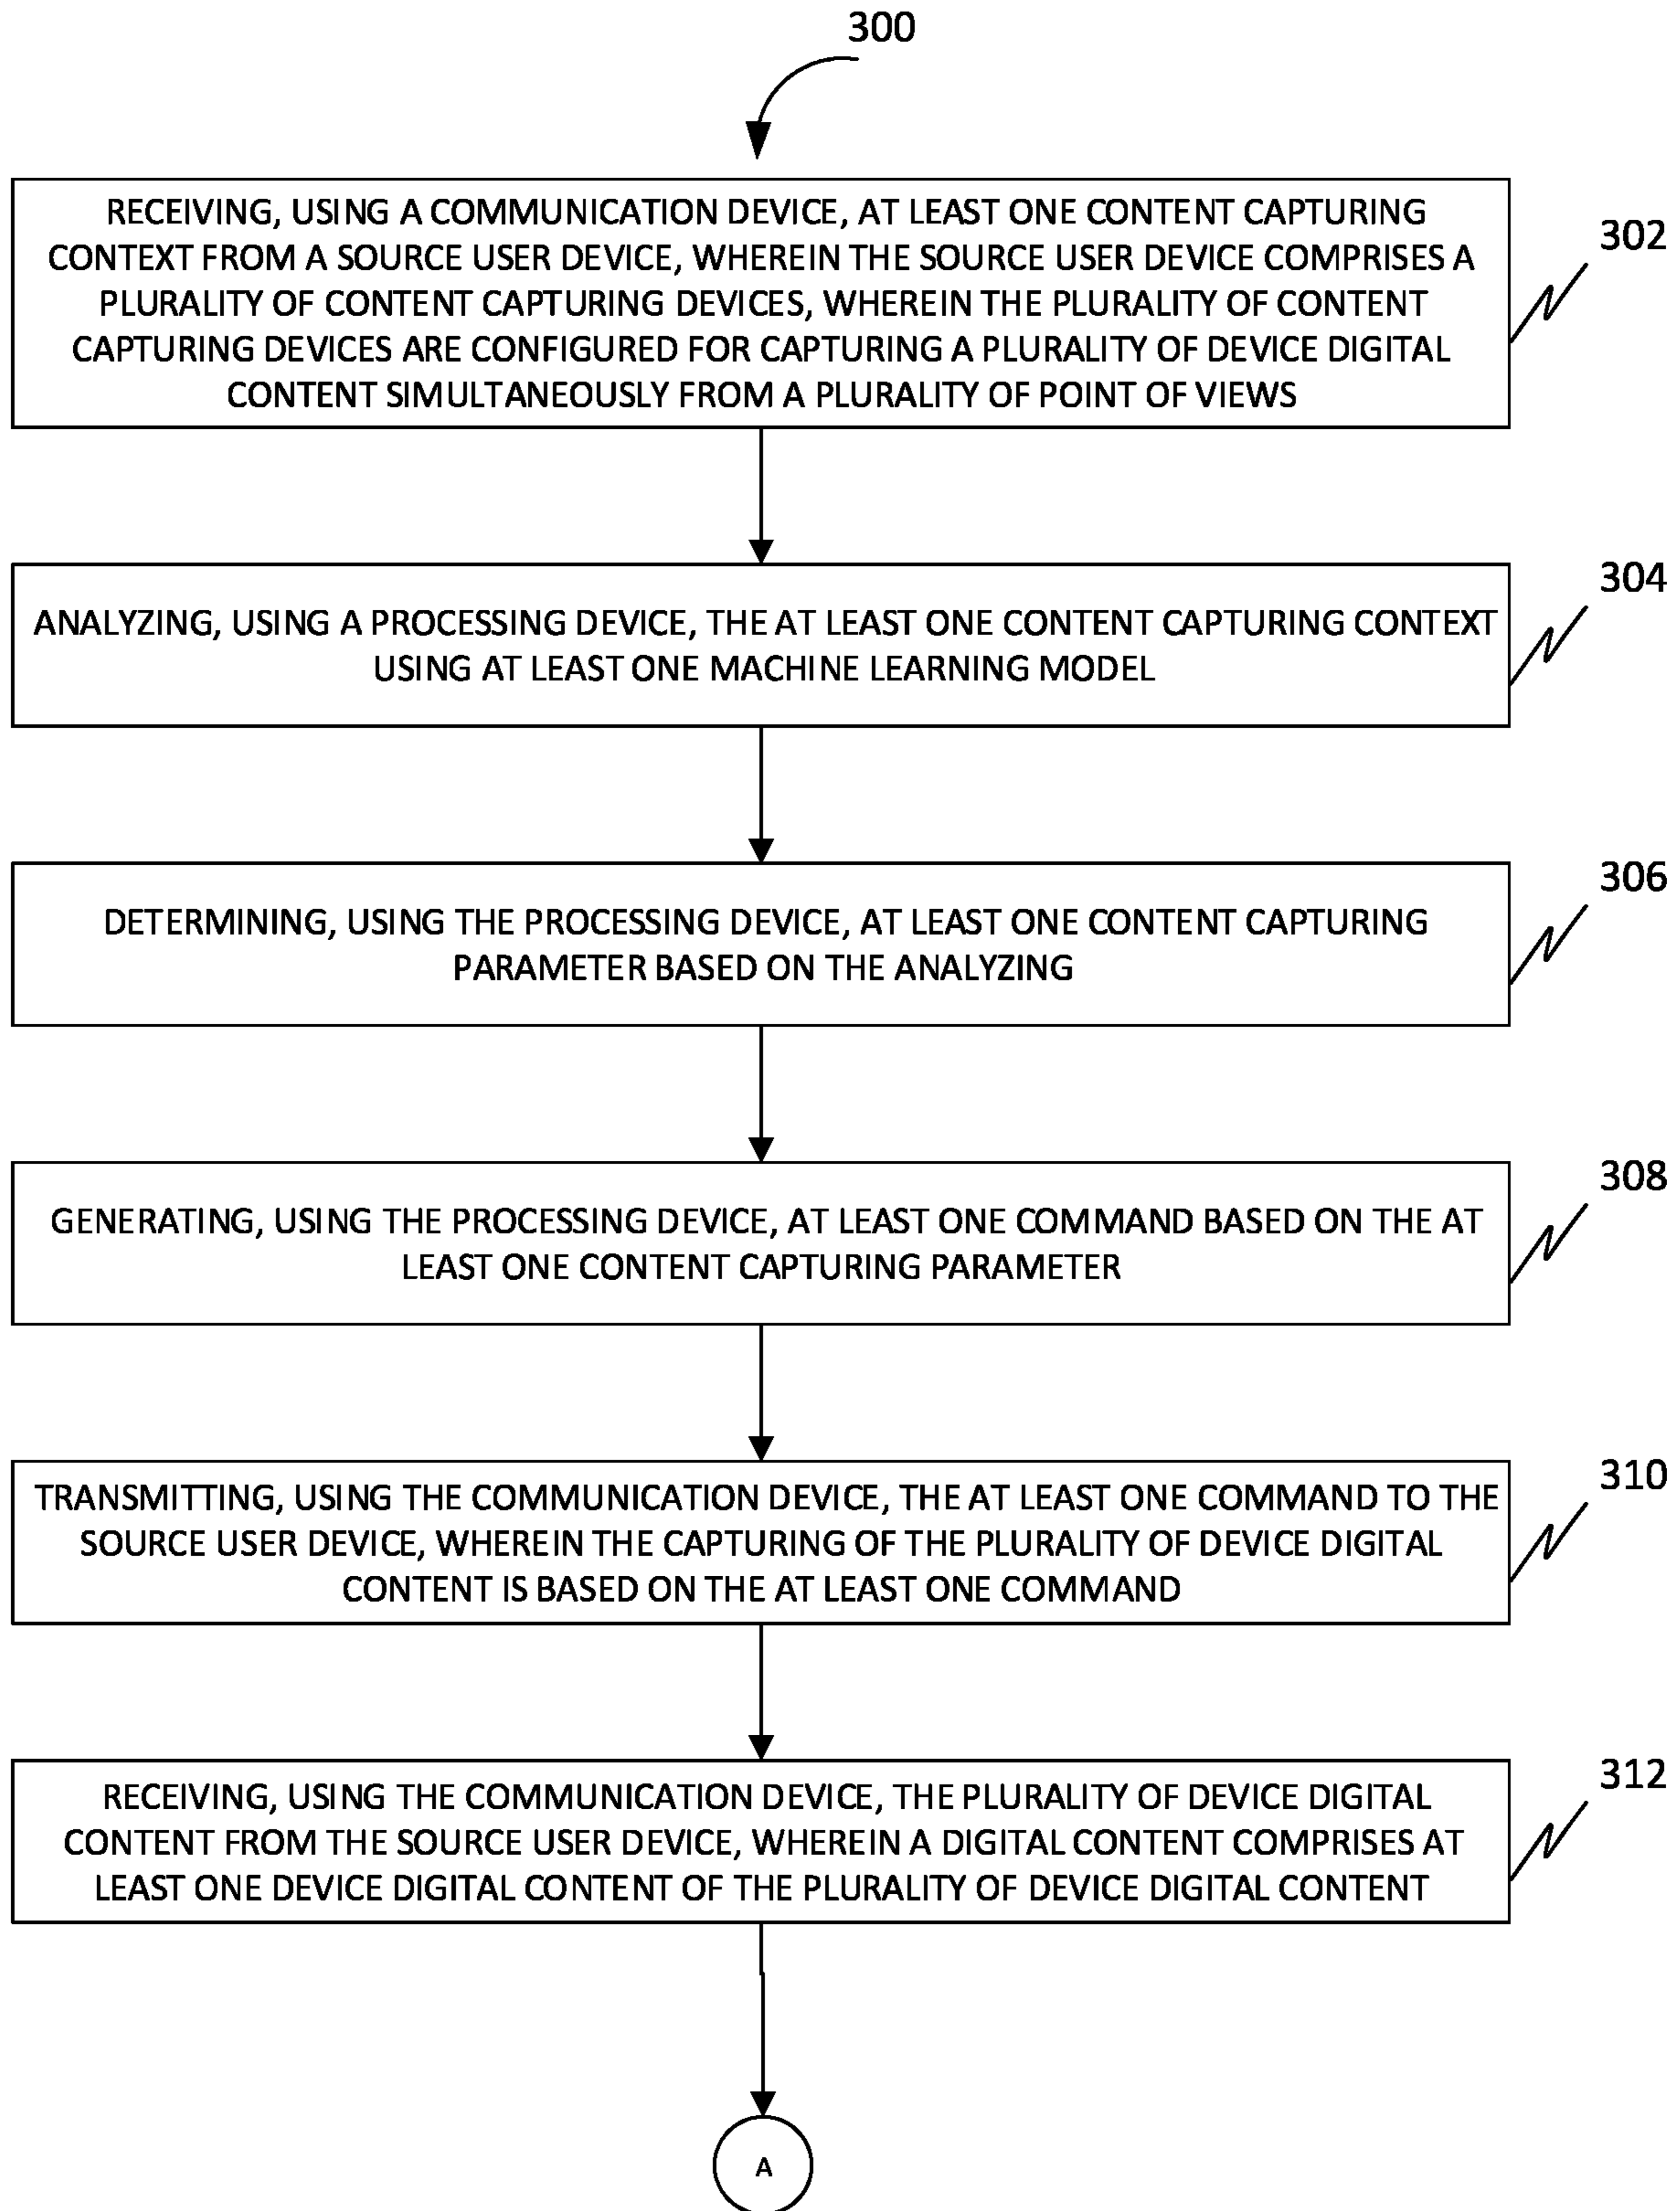 300
RECEIVING, USING A COMMUNICATION DEVICE, AT LEAST ONE CONTENT CAPTURING
CONTEXT FROM A SOURCE USER DEVICE, WHEREIN THE SOURCE USER DEVICE COMPRISES A
PLURALITY OF CONTENT CAPTURING DEVICES, WHEREIN THE PLURALITY OF CONTENT
CAPTURING DEVICES ARE CONFIGURED FOR CAPTURING A PLURALITY OF DEVICE DIGITAL
CONTENT SIMULTANEOUSLY FROM A PLURALITY OF POINT OF VIEWS
302
ANALYZING, USING A PROCESSING DEVICE, THE AT LEAST ONE CONTENT CAPTURING CONTEXT
USING AT LEAST ONE MACHINE LEARNING MODEL
304
DETERMINING, USING THE PROCESSING DEVICE, AT LEAST ONE CONTENT CAPTURING
PARAMETER BASED ON THE ANALYZING
306
GENERATING, USING THE PROCESSING DEVICE, AT LEAST ONE COMMAND BASED ON THE AT
LEAST ONE CONTENT CAPTURING PARAMETER
308
TRANSMITTING, USING THE COMMUNICATION DEVICE, THE AT LEAST ONE COMMAND TO THE
SOURCE USER DEVICE, WHEREIN THE CAPTURING OF THE PLURALITY OF DEVICE DIGITAL
CONTENT IS BASED ON THE AT LEAST ONE COMMAND
310
RECEIVING, USING THE COMMUNICATION DEVICE, THE PLURALITY OF DEVICE DIGITAL
CONTENT FROM THE SOURCE USER DEVICE, WHEREIN A DIGITAL CONTENT COMPRISES AT
LEAST ONE DEVICE DIGITAL CONTENT OF THE PLURALITY OF DEVICE DIGITAL CONTENT
312
A